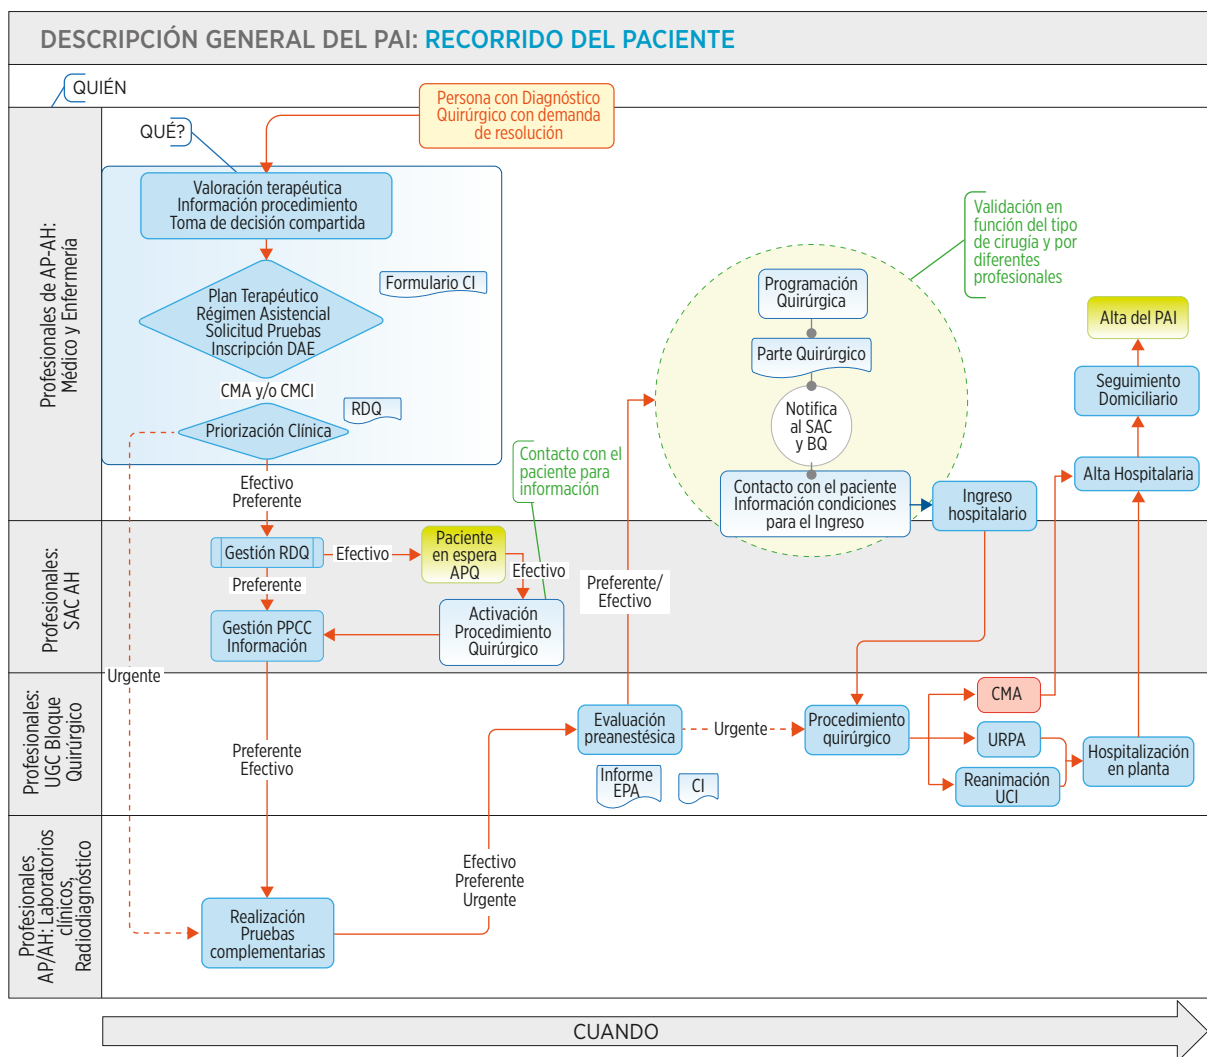 DESCRIPCIÓN GENERAL DEL PAI: RECORRIDO DEL PACIENTE
QUIÉN
Persona con Diagnóstico
Quirúrgico con demanda
de resolución
QUÉ?
Profesionales de AP-AH:
Médico y Enfermería
Valoración terapéutica
Información procedimiento
Toma de decisión compartida
Formulario CI
Plan Terapéutico
Régimen Asistencial
Solicitud Pruebas
Inscripción DAE
CMA y/o CMCI
RDQ
Priorización Clínica
Efectivo
Preferente
Contacto con el
paciente para
información
Validación en
función del tipo
de cirugía y por
diferentes
profesionales
Programación
Quirúrgica
Parte Quirúrgico
Notifica
al SAC
y BQ
Contacto con el paciente
Información condiciones
para el Ingreso
Ingreso
hospitalario
Alta del PAI
Seguimiento
Domiciliario
Alta Hospitalaria
Profesionales:
SAC AH
Gestión RDQ
Efectivo
Paciente
en espera
APQ
Efectivo
Preferente
Gestión PPCC
Información
Activación
Procedimiento
Quirúrgico
Preferente/
Efectivo
Urgente
Profesionales:
UGC Bloque
Quirúrgico
Preferente
Efectivo
Evaluación
preanestésica
Urgente
Procedimiento
quirúrgico
CMA
URPA
Reanimación
UCI
Hospitalización
en planta
Informe
EPA
CI
Profesionales
AP/AH: Laboratorios
clínicos,
Radiodiagnóstico
Efectivo
Preferente
Urgente
Realización
Pruebas
complementarias
CUANDO